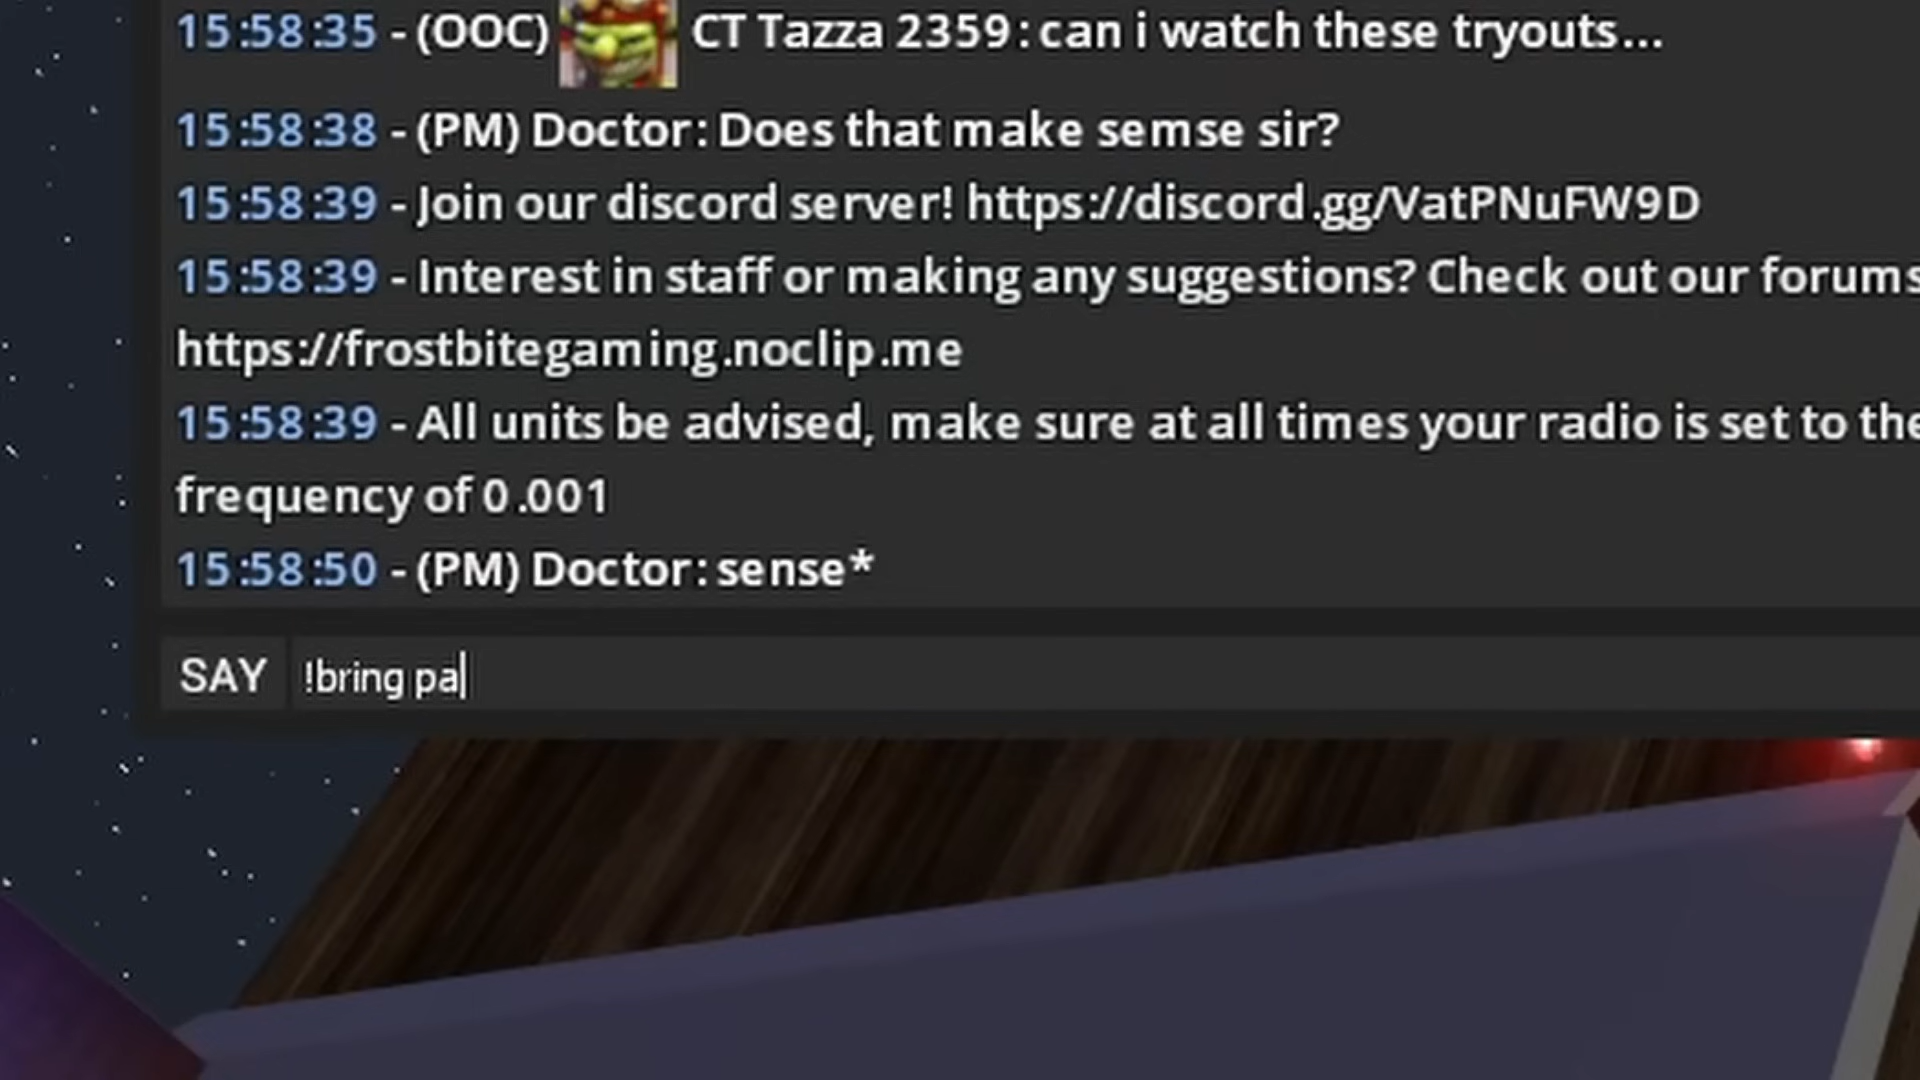 15:58:35 - (OOC) CT Tazza 2359: can i watch these tryouts...
15:58:38 - (PM) Doctor: Does that make semse sir?
15:58:39 - Join our discord server! https://discord.gg/VatPNuFW9D
15:58:39 - Interest in staff or making any suggestions? Check out our forums
https://frostbitegaming.noclip.me
15:58:39 - All units be advised, make sure at all times your radio is set to the
frequency of 0.001
15:58:50 - (PM) Doctor: sense*
SAY !bring pa